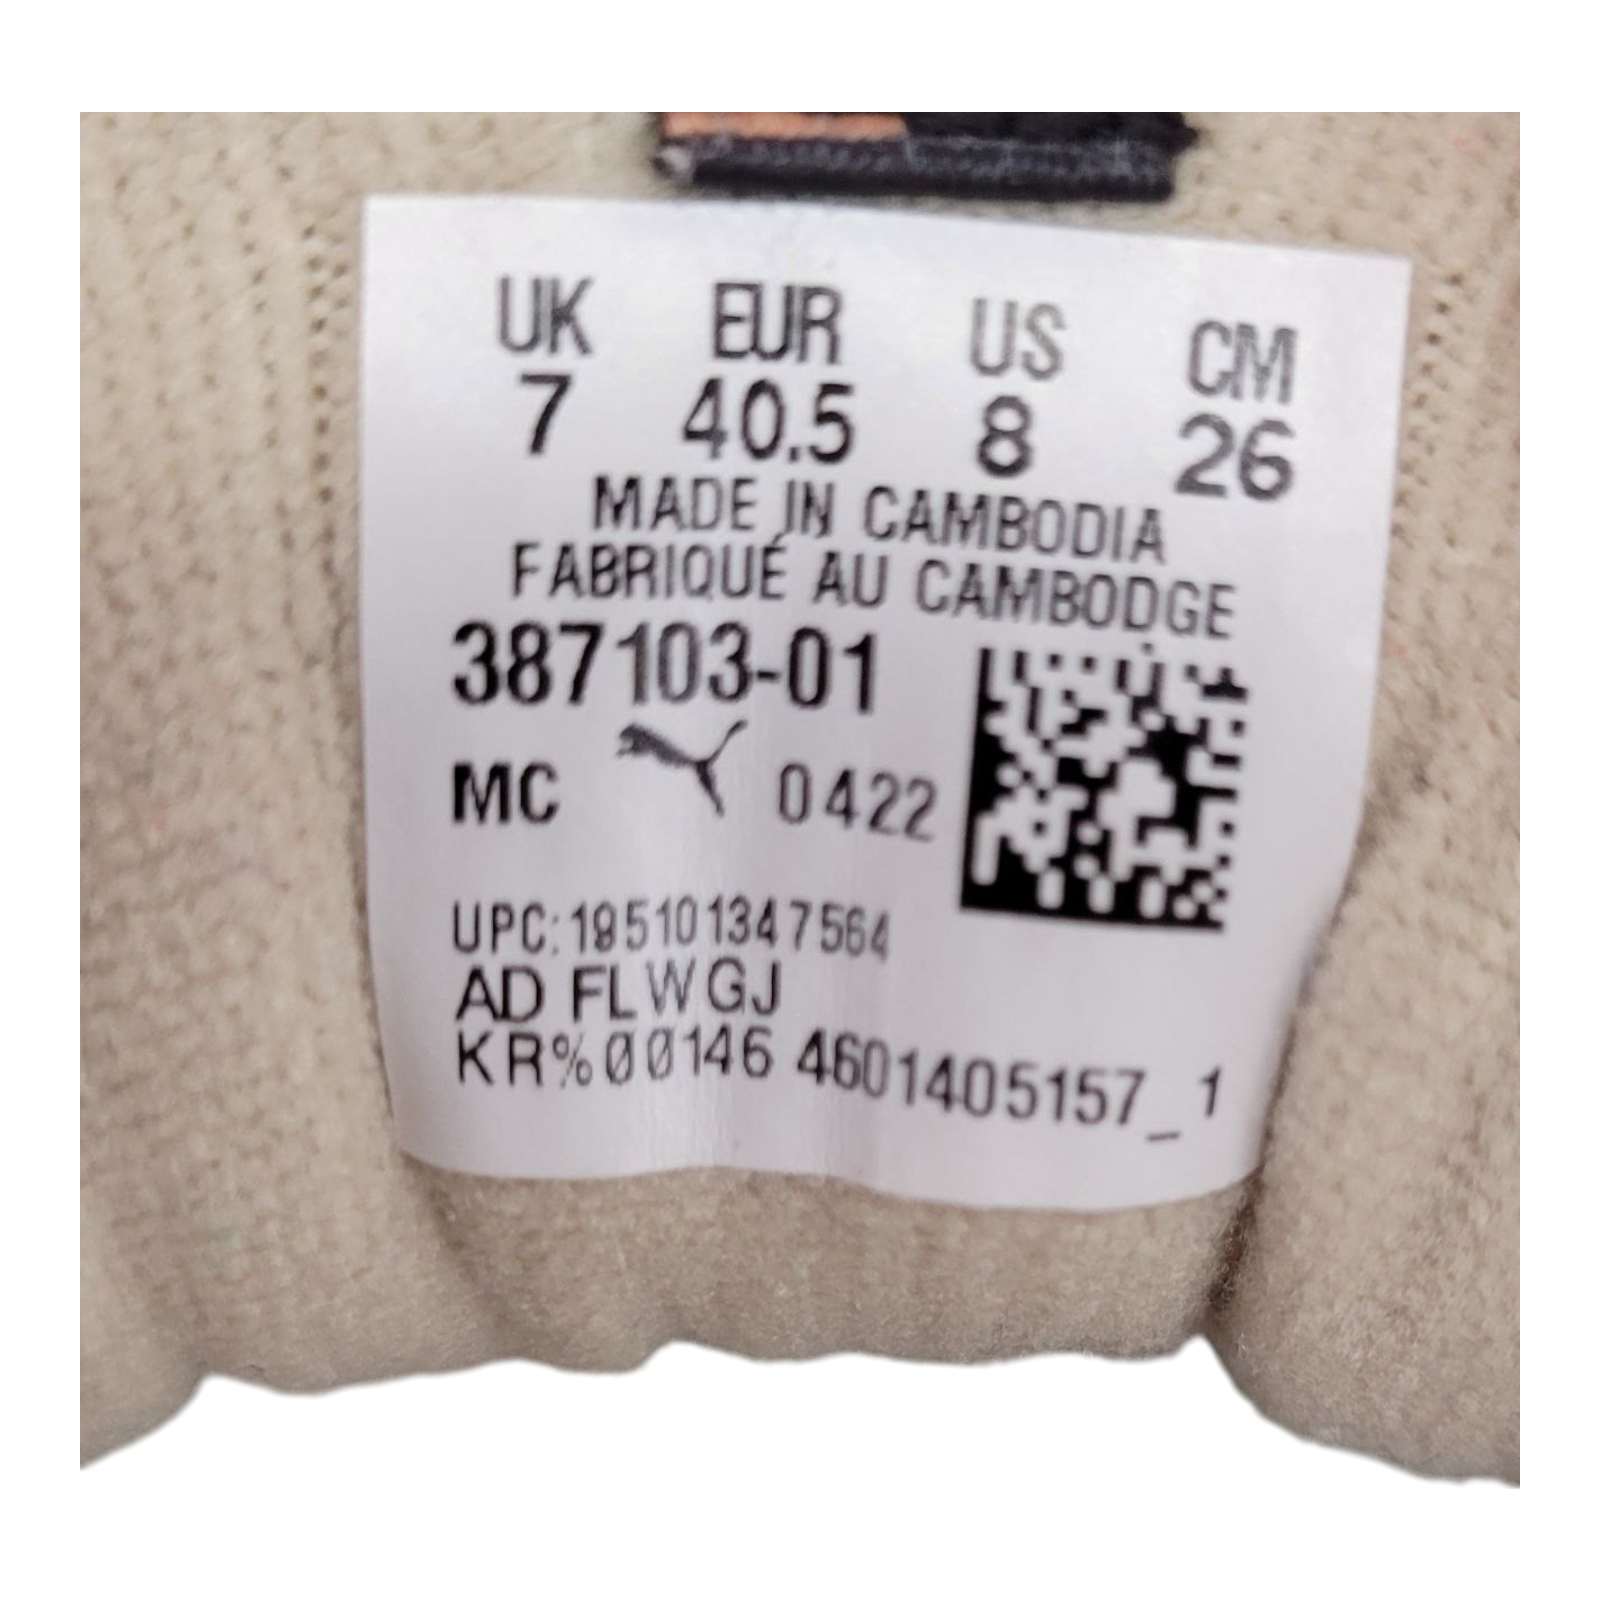 UK EUR US CM
7 40.5 8 26
MADE IN CAMBODIA
FABRIQUÉ AU CAMBODGE
387103-01
MC 0422
UPC:195101347564
AD FLWGJ
KR%00146 4601405157_1